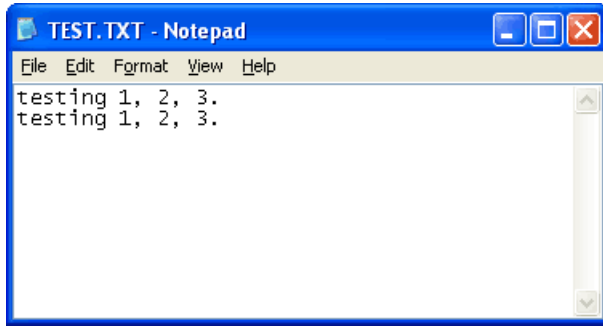 TEST.TXT - Notepad
File Edit Format View Help
testing 1, 2, 3.
testing 1, 2, 3.